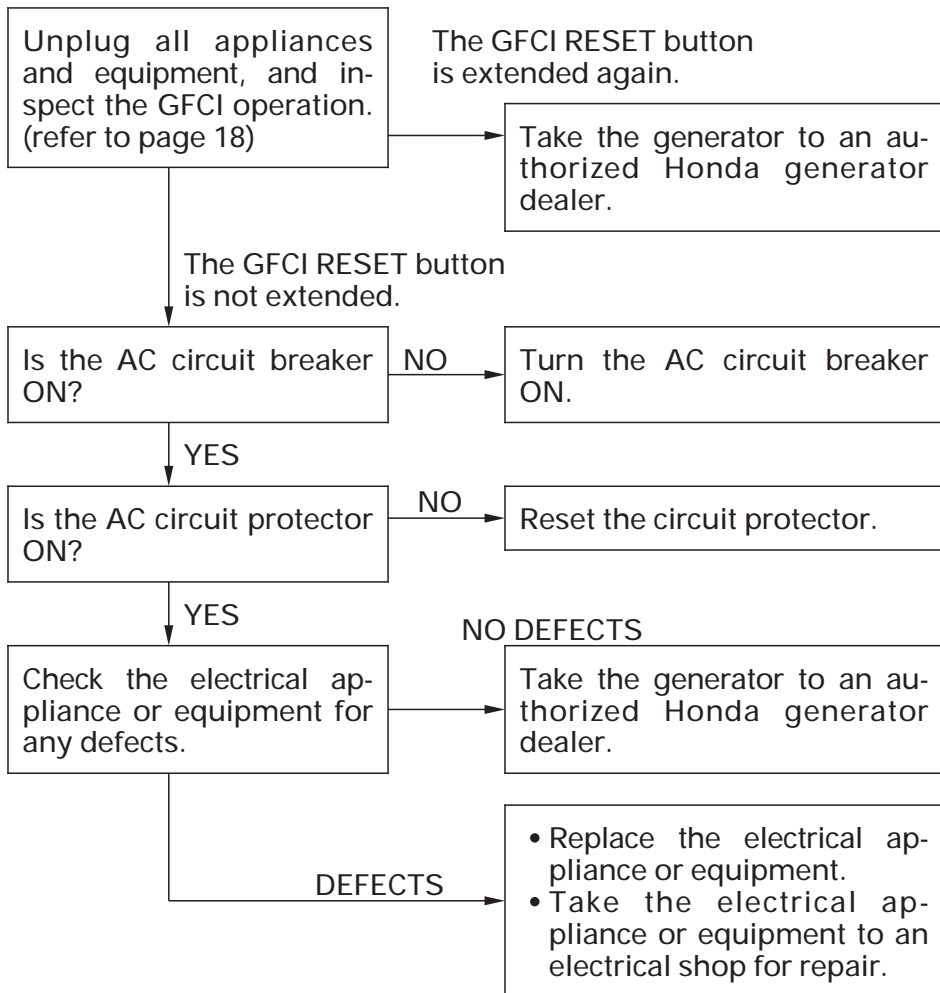 Unplug all appliances
and equipment, and in-
spect the GFCI operation.
(refer to page 18)
The GFCI RESET button
is extended again.
Take the generator to an au-
thorized Honda generator
dealer.
The GFCI RESET button
is not extended.
Is the AC circuit breaker
ON?
NO
Turn the AC circuit breaker
ON.
YES
Is the AC circuit protector
ON?
NO
Reset the circuit protector.
YES
Check the electrical ap-
pliance or equipment for
any defects.
NO DEFECTS
Take the generator to an au-
thorized Honda generator
dealer.
DEFECTS
• Replace the electrical ap-
pliance or equipment.
• Take the electrical ap-
pliance or equipment to an
electrical shop for repair.